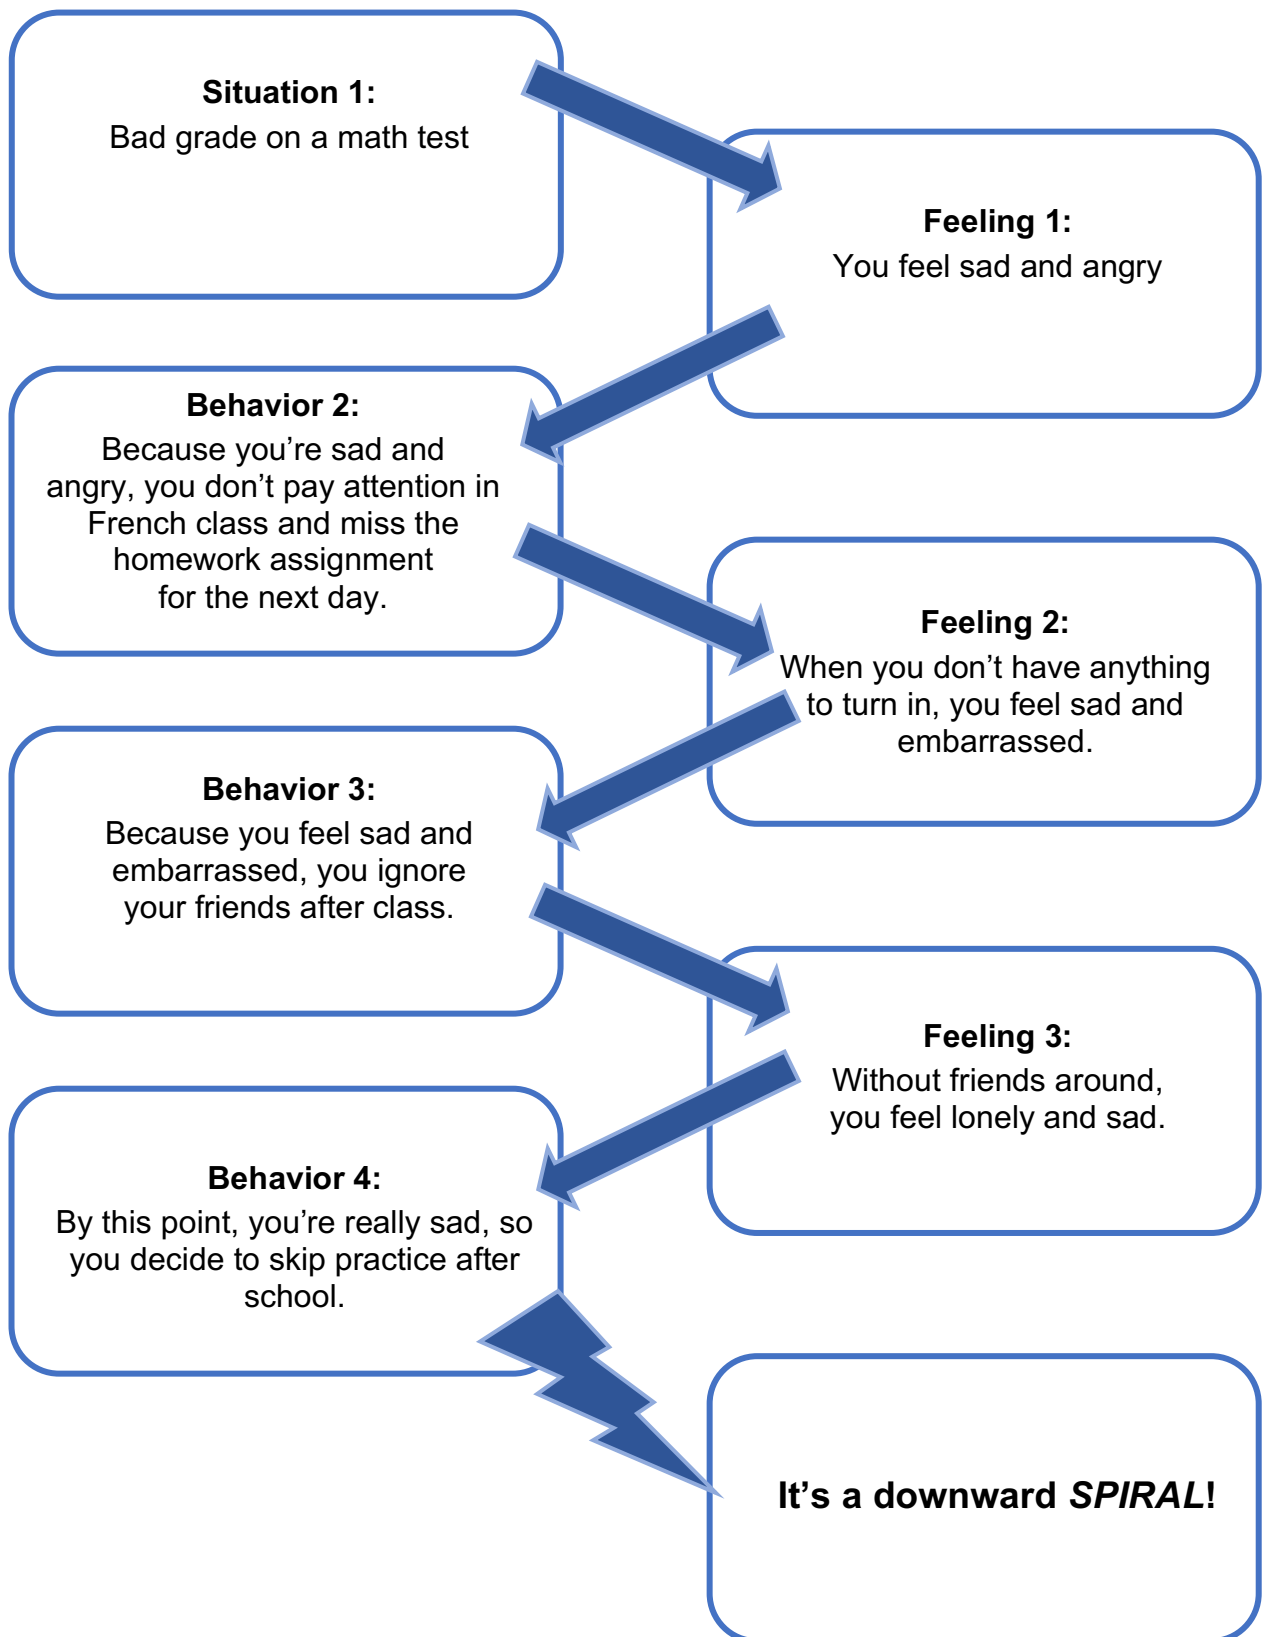 Situation 1:
Bad grade on a math test
Feeling 1:
You feel sad and angry
Behavior 2:
Because you’re sad and
angry, you don’t pay attention in
French class and miss the
homework assignment
for the next day.
Feeling 2:
When you don’t have anything
to turn in, you feel sad and
embarrassed.
Behavior 3:
Because you feel sad and
embarrassed, you ignore
your friends after class.
Feeling 3:
Without friends around,
you feel lonely and sad.
Behavior 4:
By this point, you’re really sad, so
you decide to skip practice after
school.
It’s a downward SPIRAL!